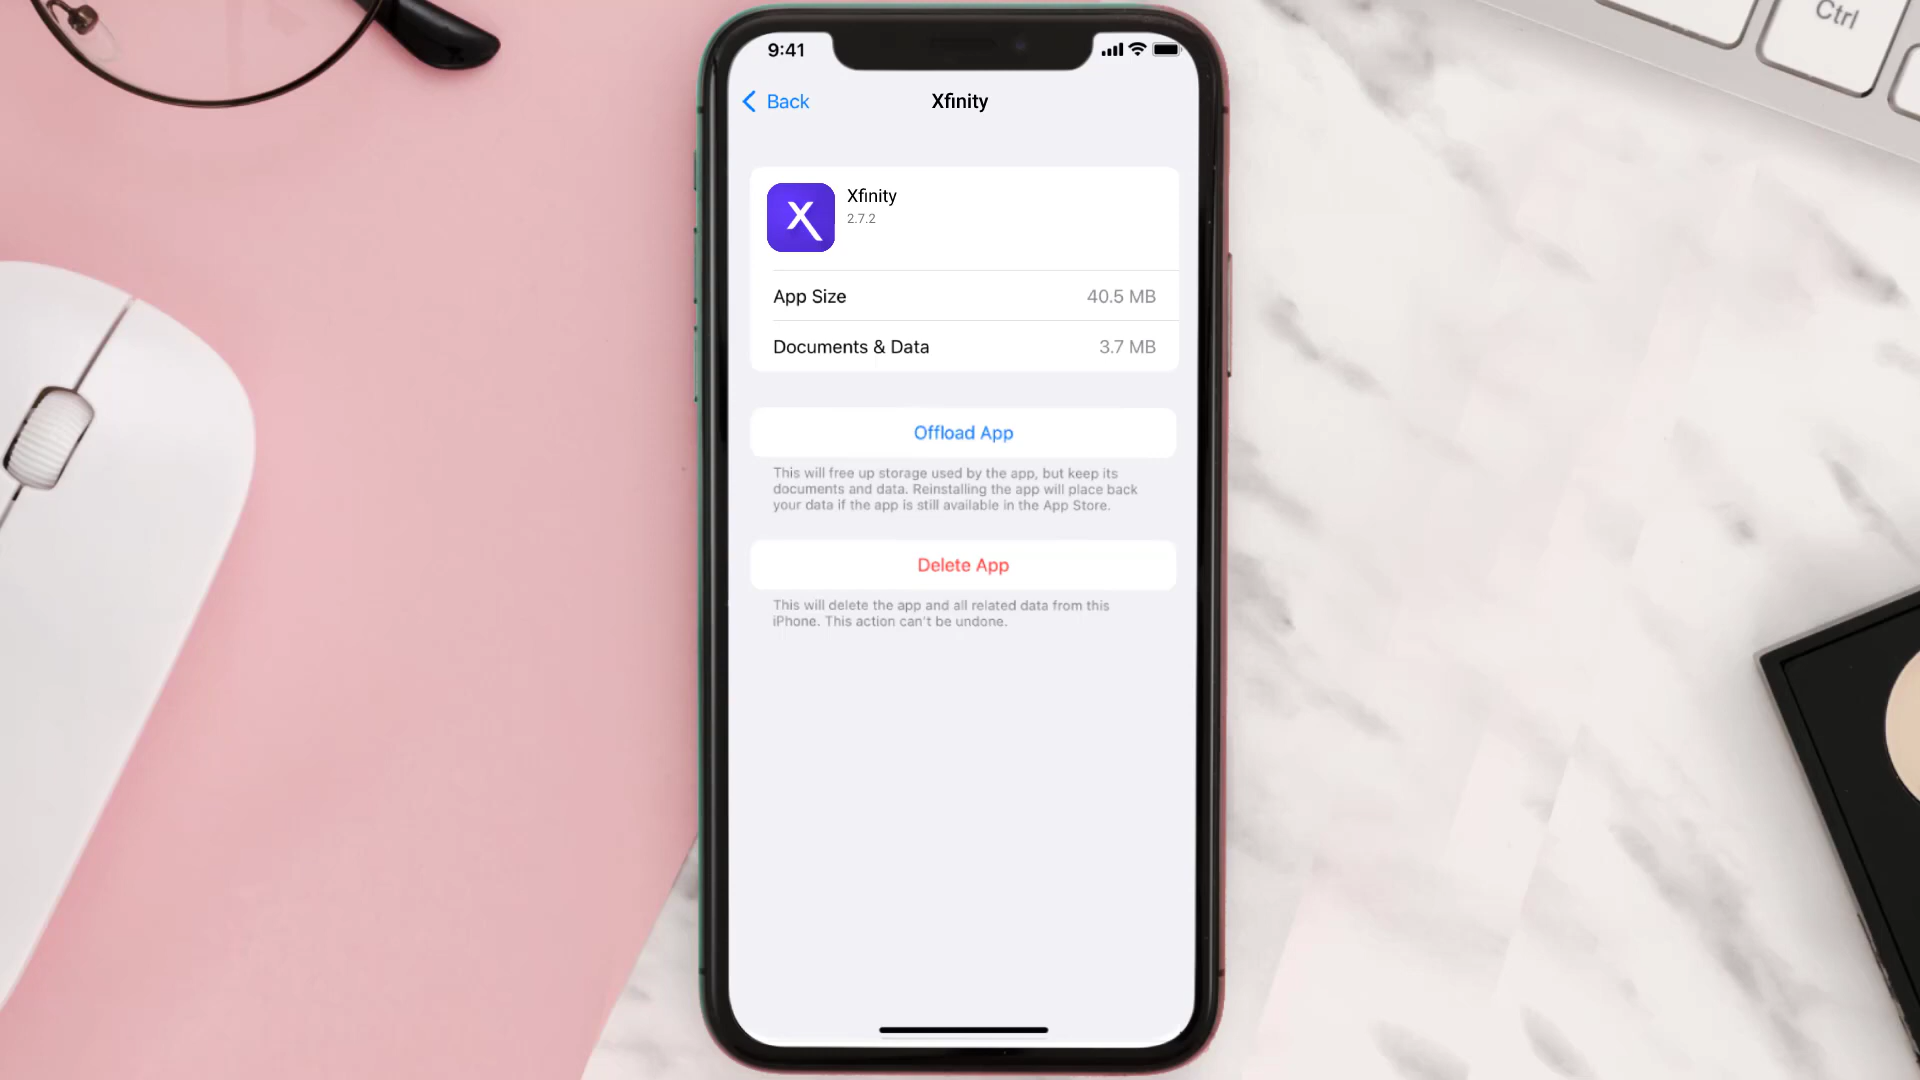 Ctrl
9:41
Back
Xfinity
X
Xfinity
2.7.2
App Size 40.5 MB
Documents & Data 3.7 MB
Offload App
This will free up storage used by the app, but keep its
documents and data. Reinstalling the app will place back
your data if the app is still available in the App Store.
Delete App
This will delete the app and all related data from this
iPhone. This action can't be undone.